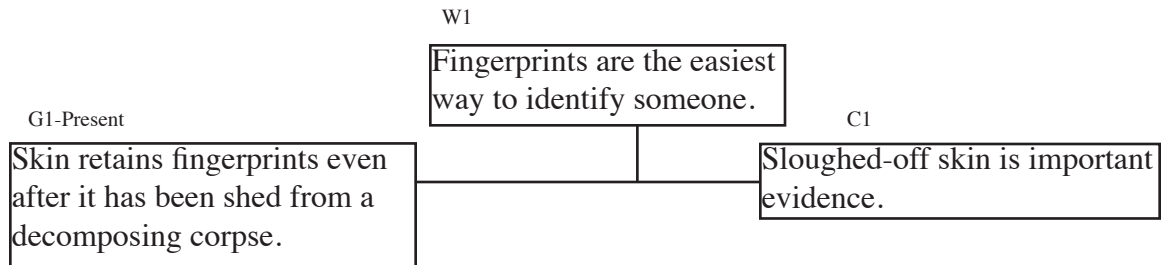 W1
Fingerprints are the easiest
way to identify someone.
G1-Present
Skin retains fingerprints even
after it has been shed from a
decomposing corpse.
C1
Sloughed-off skin is important
evidence.